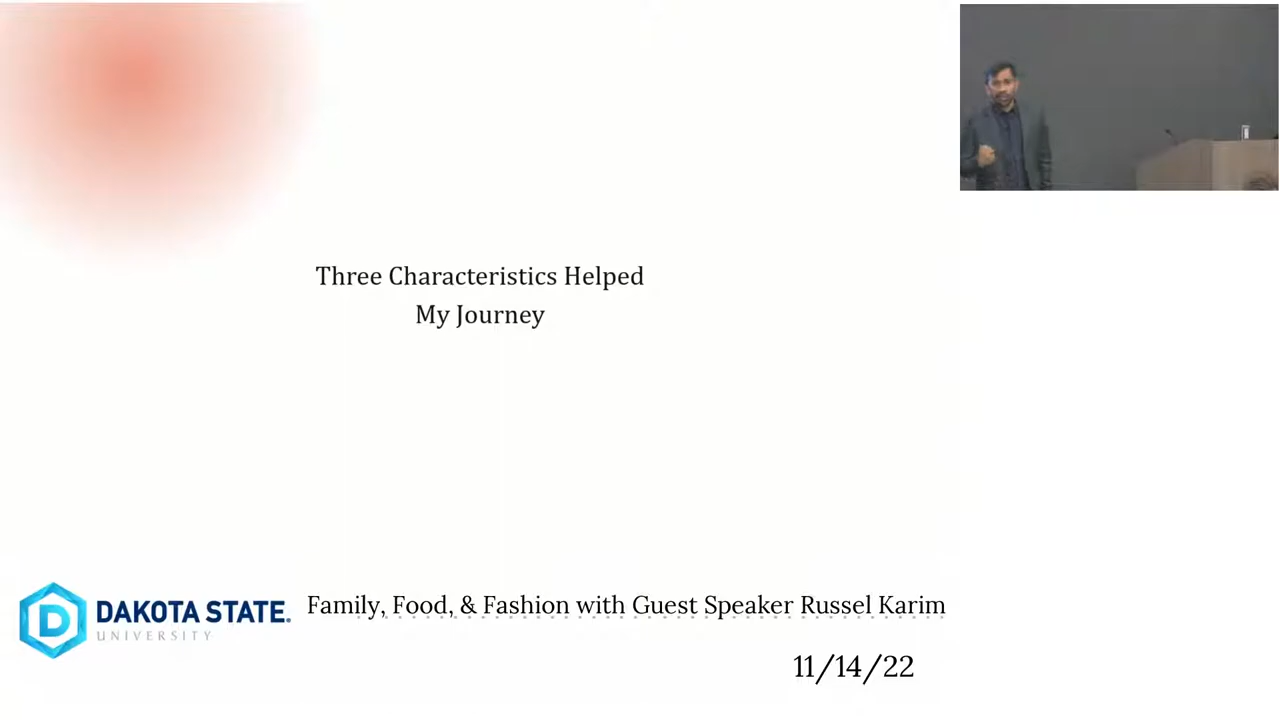 Three Characteristics Helped
My Journey
DAKOTA STATE.
UNIVERSITY
Family, Food, & Fashion with Guest Speaker Russel Karim
11/14/22